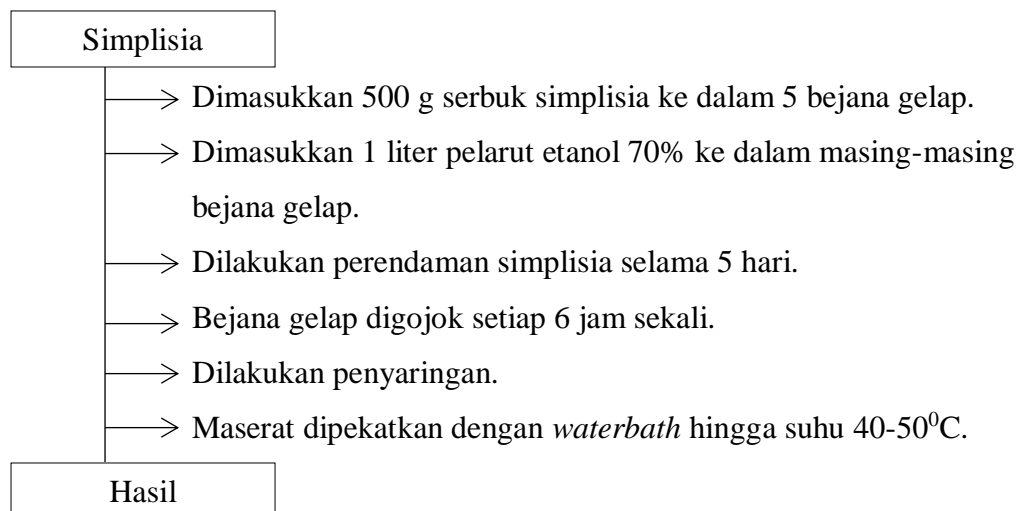 Simplisia
Dimasukkan 500 g serbuk simplisia ke dalam 5 bejana gelap.
Dimasukkan 1 liter pelarut etanol 70% ke dalam masing-masing
bejana gelap.
Dilakukan perendaman simplisia selama 5 hari.
Bejana gelap digojok setiap 6 jam sekali.
Dilakukan penyaringan.
Maserat dipekatkan dengan waterbath hingga suhu 40-50⁰C.
Hasil